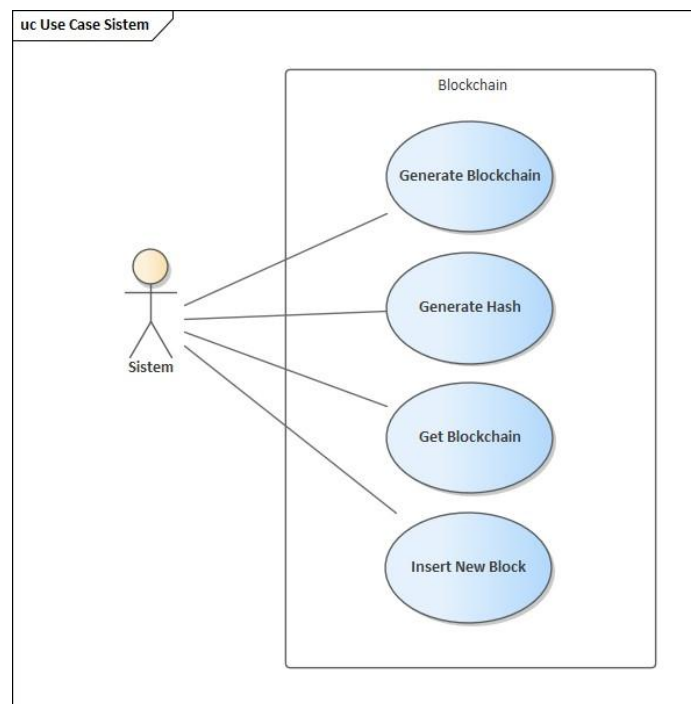 uc Use Case Sistem
Blockchain
Generate Blockchain
Generate Hash
Sistem
Get Blockchain
Insert New Block